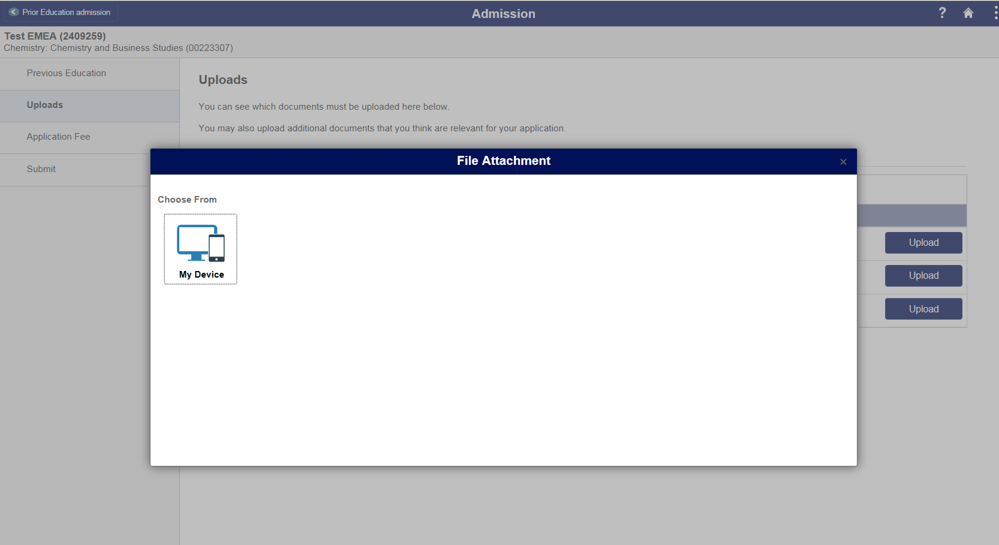 Prior Education admission
Admission
?
Test EMEA (2409259)
Chemistry: Chemistry and Business Studies (00223307)
Previous Education
Uploads
Application Fee
Submit
Uploads
You can see which documents must be uploaded here below.
You may also upload additional documents that you think are relevant for your application.
File Attachment
×
Choose From
My Device
Upload
Upload
Upload